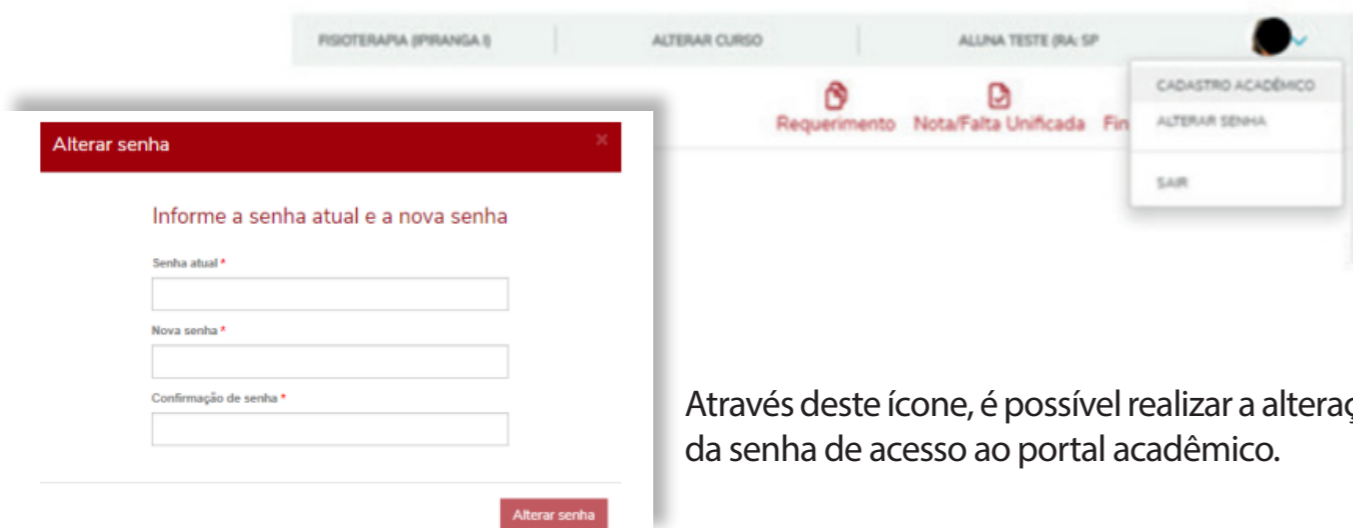 FISIOTERAPIA (IPIRANGA I) ALTERAR CURSO ALUNA TESTE (RA: SP
CADASTRO ACADÊMICO
ALTERAR SENHA
SAIR
Requerimento Nota/Falta Unificada Fin
Alterar senha ×
Informe a senha atual e a nova senha
Senha atual *
Nova senha *
Confirmação de senha *
Alterar senha
Através deste ícone, é possível realizar a alteraç
da senha de acesso ao portal acadêmico.